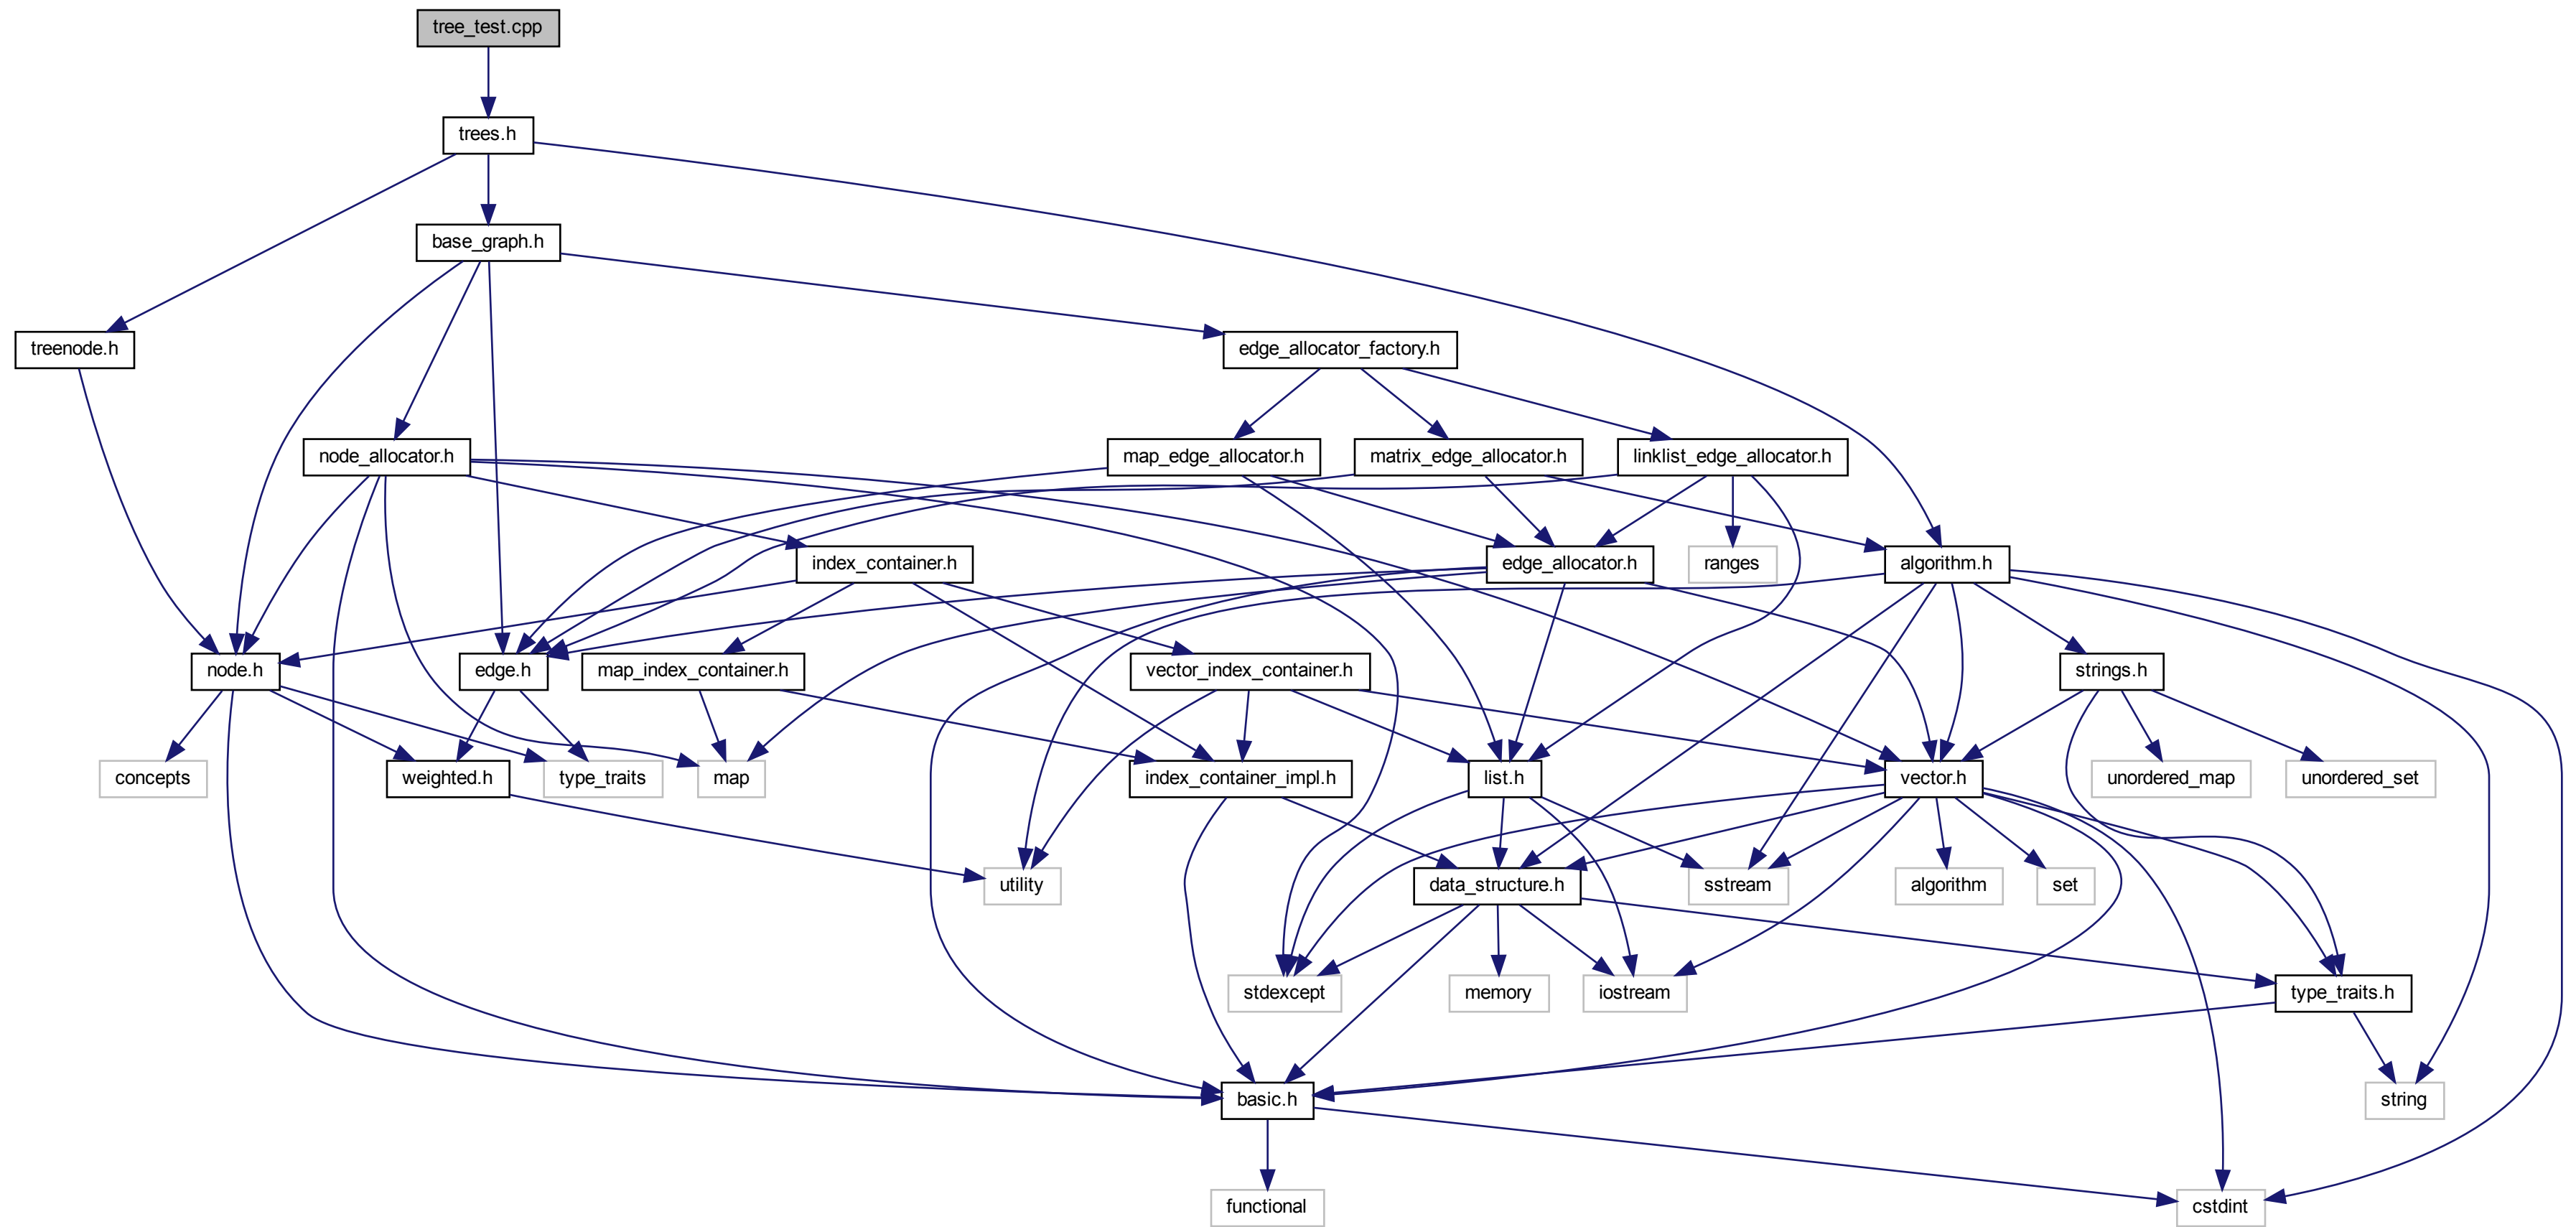 tree_test.cpp
trees.h
base_graph.h
treenode.h
edge_allocator_factory.h
node_allocator.h
map_edge_allocator.h
matrix_edge_allocator.h
linklist_edge_allocator.h
index_container.h
edge_allocator.h
ranges
algorithm.h
node.h
edge.h
map_index_container.h
vector_index_container.h
strings.h
concepts
weighted.h
type_traits
map
index_container_impl.h
list.h
vector.h
unordered_map
unordered_set
utility
data_structure.h
sstream
algorithm
set
stdexcept
memory
iostream
type_traits.h
basic.h
string
functional
cstdint